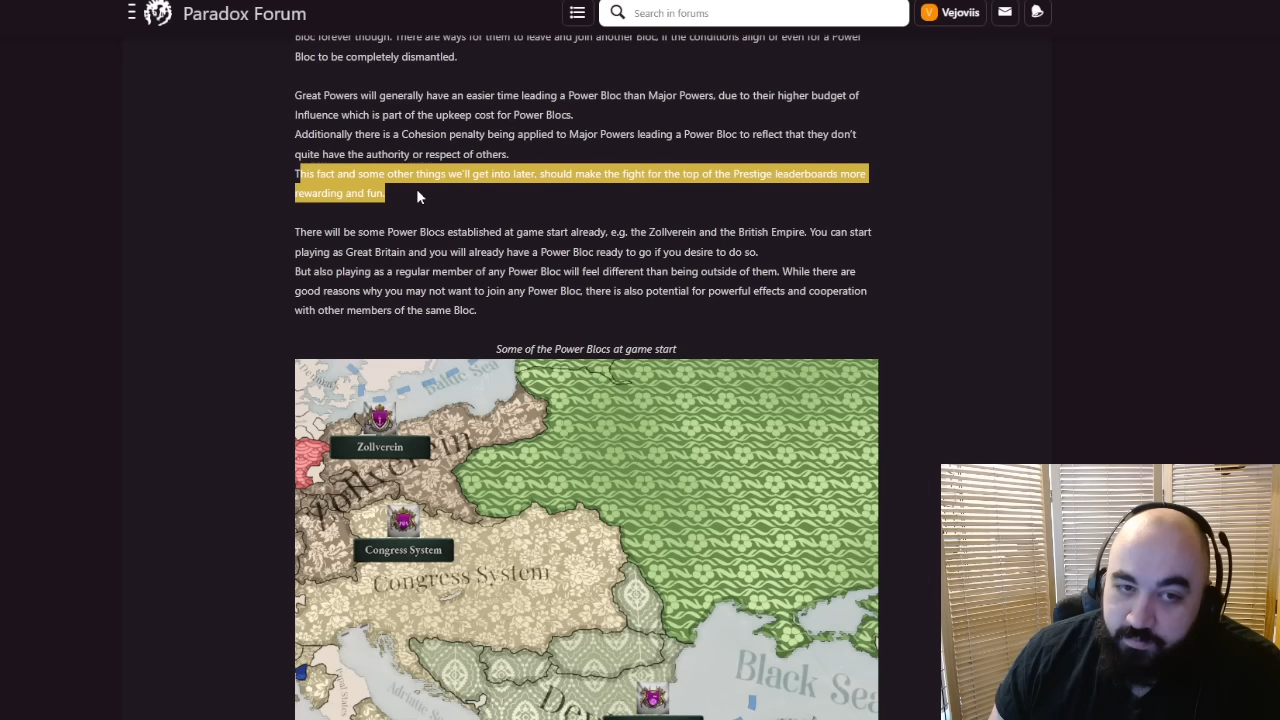 Paradox Forum
Search in forums
V
Vejoviis
Bloc forever though. There are ways for them to leave and join another Bloc, if the conditions align or even for a Power
Bloc to be completely dismantled.
Great Powers will generally have an easier time leading a Power Bloc than Major Powers, due to their higher budget of
Influence which is part of the upkeep cost for Power Blocs.
Additionally there is a Cohesion penalty being applied to Major Powers leading a Power Bloc to reflect that they don't
quite have the authority or respect of others.
This fact and some other things we'll get into later, should make the fight for the top of the Prestige leaderboards more
rewarding and fun.
There will be some Power Blocs established at game start already, e.g. the Zollverein and the British Empire. You can start
playing as Great Britain and you will already have a Power Bloc ready to go if you desire to do so.
But also playing as a regular member of any Power Bloc will feel different than being outside of them. While there are
good reasons why you may not want to join any Power Bloc, there is also potential for powerful effects and cooperation
with other members of the same Bloc.
Some of the Power Blocs at game start
Baltic Sea
Zollverein
Zollverein
Congress System
Congress System
Black Sea
Adriatic